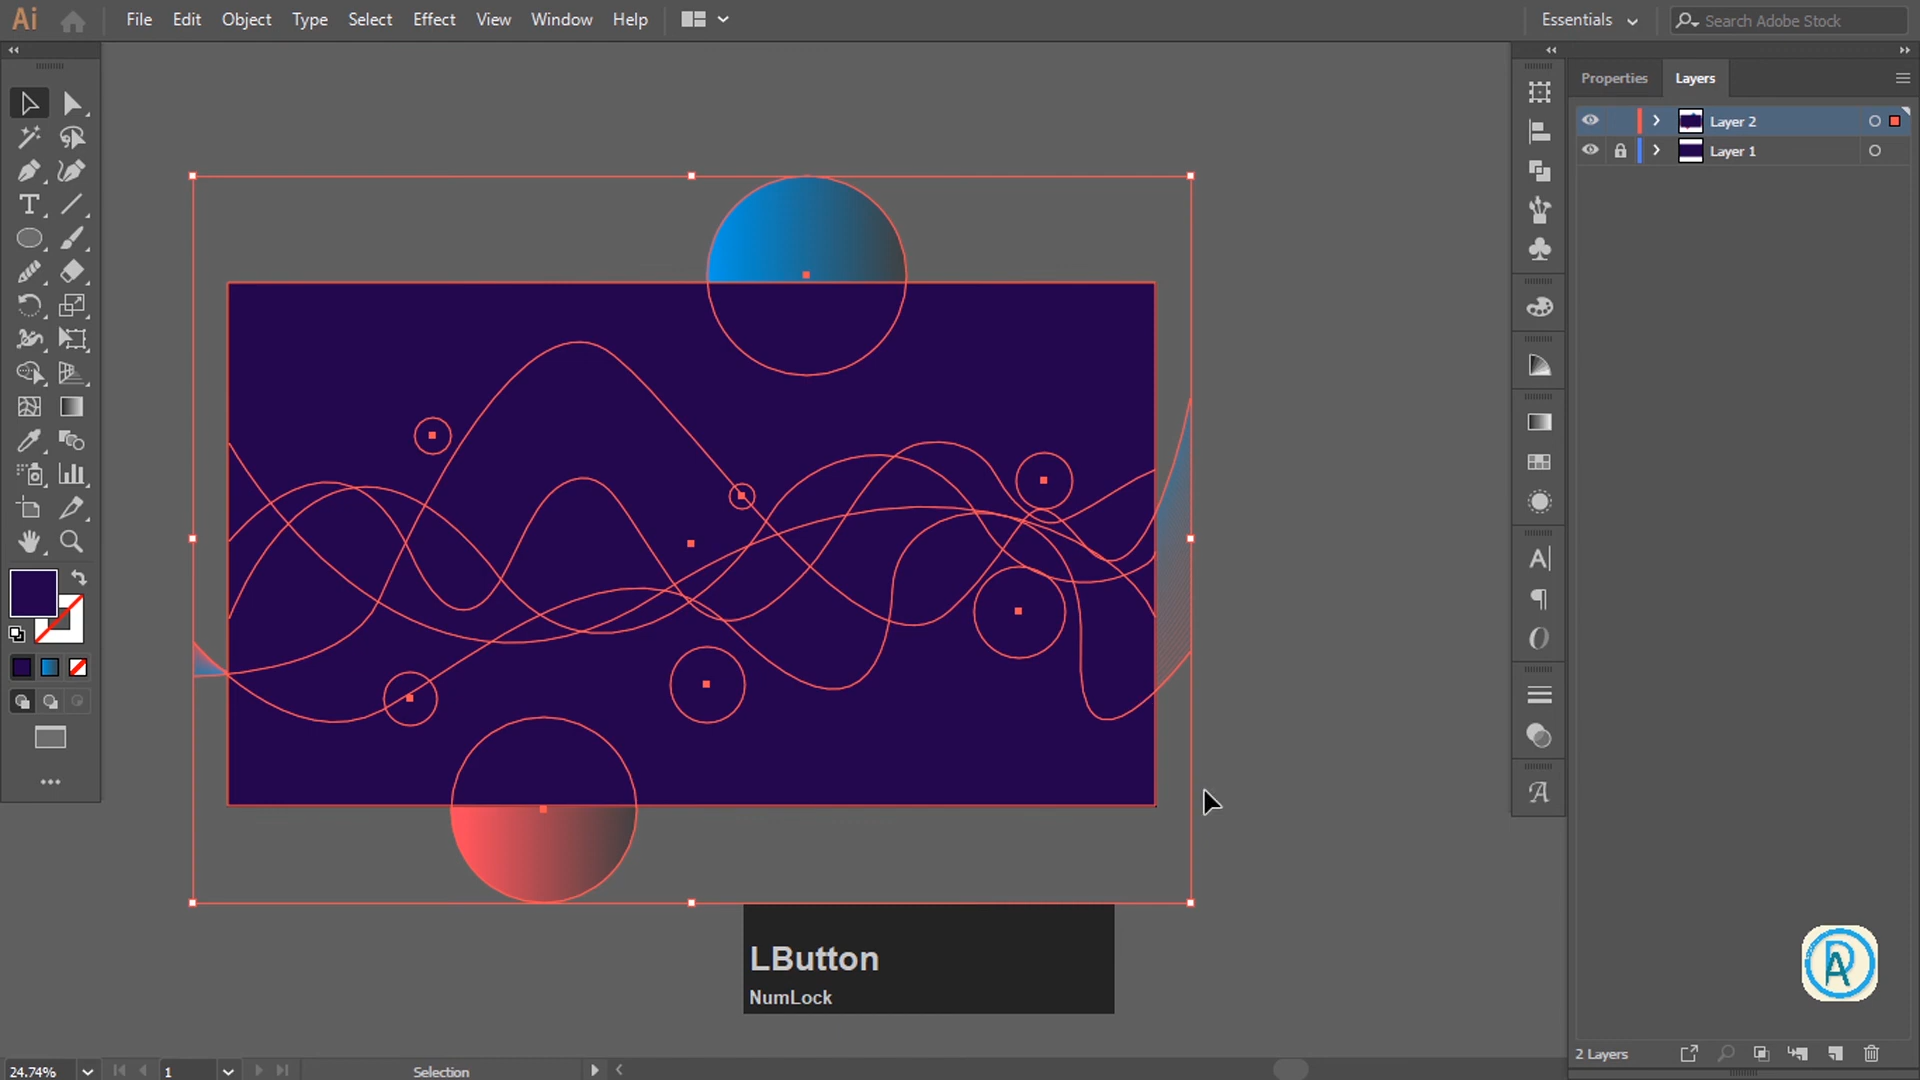 Ai File Edit Object Type Select Effect View Window Help Essentials Search Adobe Stock
Properties Layers
Layer 2
Layer 1
LButton
NumLock
2 Layers
24.74% 1 Selection